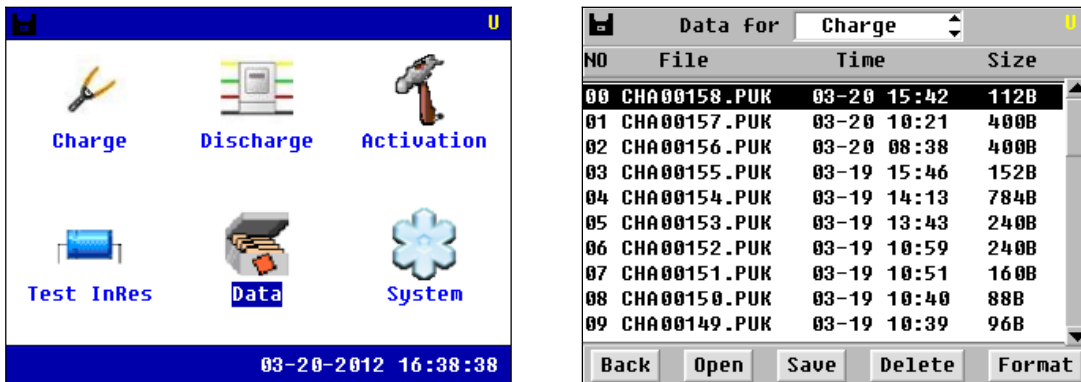 U
Charge Discharge Activation
Test InRes Data System
03-20-2012 16:38:38
Data for Charge U
NO File Time Size
00 CHA00158.PUK 03-20 15:42 112B
01 CHA00157.PUK 03-20 10:21 400B
02 CHA00156.PUK 03-20 08:38 400B
03 CHA00155.PUK 03-19 15:46 152B
04 CHA00154.PUK 03-19 14:13 784B
05 CHA00153.PUK 03-19 13:43 240B
06 CHA00152.PUK 03-19 10:59 240B
07 CHA00151.PUK 03-19 10:51 160B
08 CHA00150.PUK 03-19 10:40 88B
09 CHA00149.PUK 03-19 10:39 96B
Back Open Save Delete Format